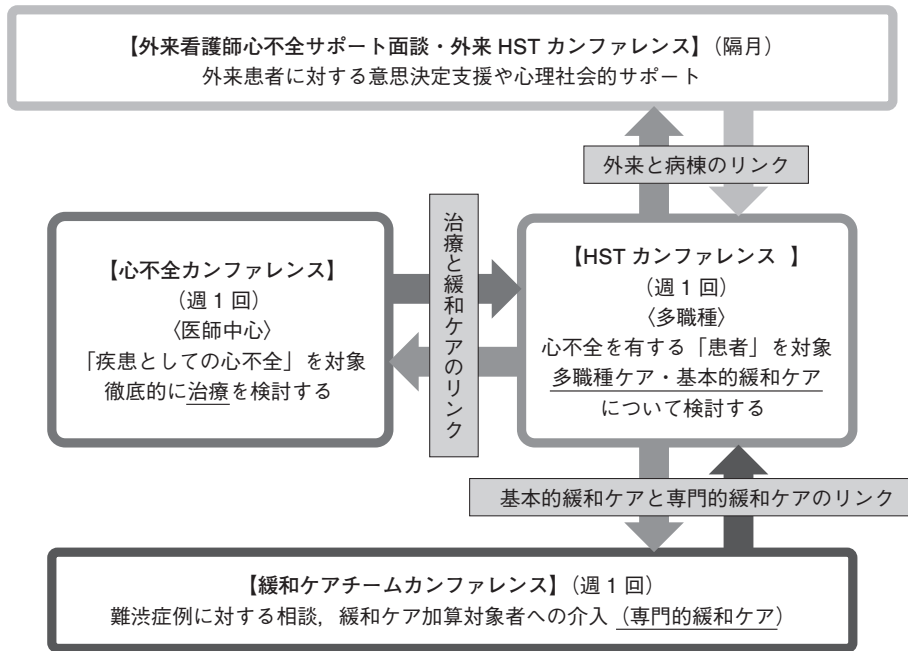 【外来看護師心不全サポート面談・外来 HST カンファレンス】（隔月）
外来患者に対する意思決定支援や心理社会的サポート
外来と病棟のリンク
【心不全カンファレンス】
（週 1 回）
〈医師中心〉
「疾患としての心不全」を対象
徹底的に治療を検討する
治療と緩和ケアのリンク
【HST カンファレンス 】
（週 1 回）
〈多職種〉
心不全を有する「患者」を対象
多職種ケア・基本的緩和ケア
について検討する
基本的緩和ケアと専門的緩和ケアのリンク
【緩和ケアチームカンファレンス】（週 1 回）
難渋症例に対する相談，緩和ケア加算対象者への介入（専門的緩和ケア）